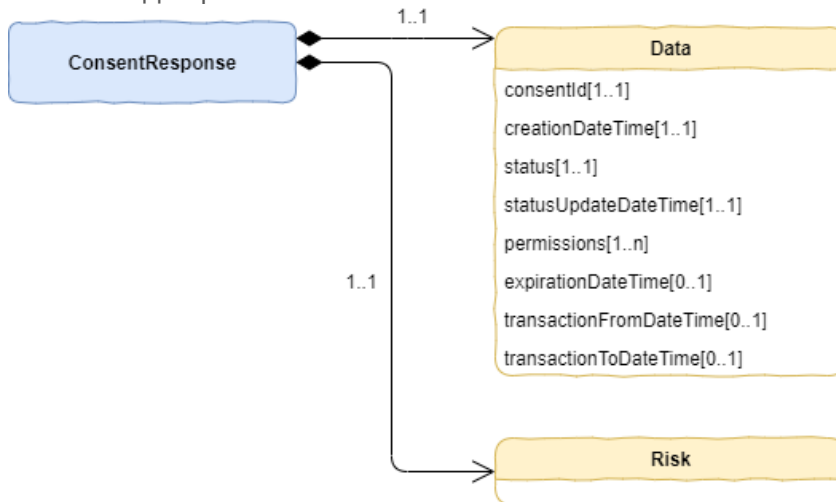 1..1
ConsentResponse
Data
consentId[1..1]
creationDateTime[1..1]
status[1..1]
statusUpdateDateTime[1..1]
permissions[1..n]
1..1
expirationDateTime[0..1]
transactionFromDateTime[0..1]
transactionToDateTime[0..1]
Risk